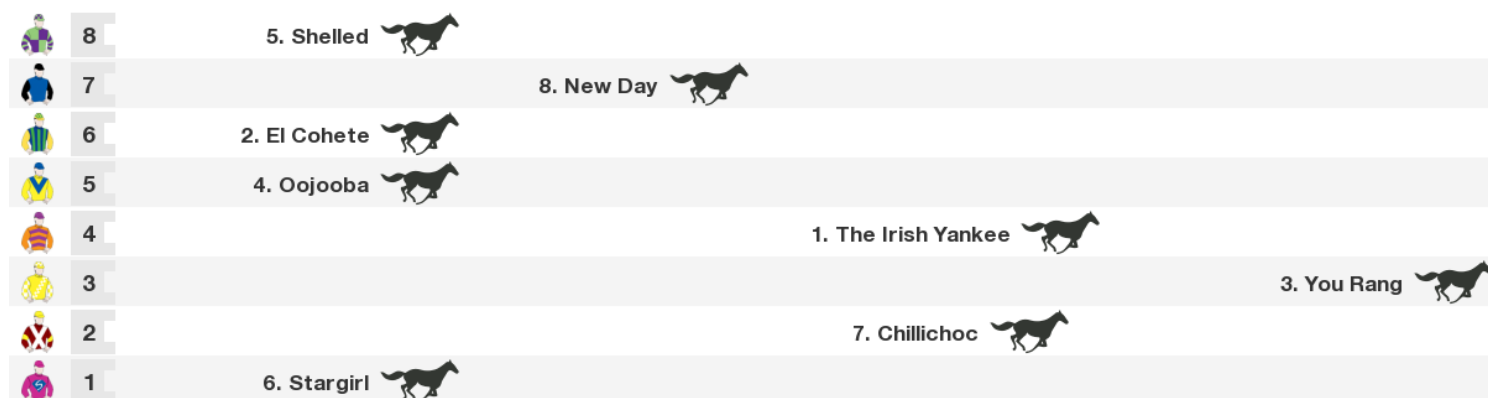 8 5. Shelled
7 8. New Day
6 2. El Cohete
5 4. Oojooba
4 1. The Irish Yankee
3 3. You Rang
2 7. Chillichoc
1 6. Stargirl